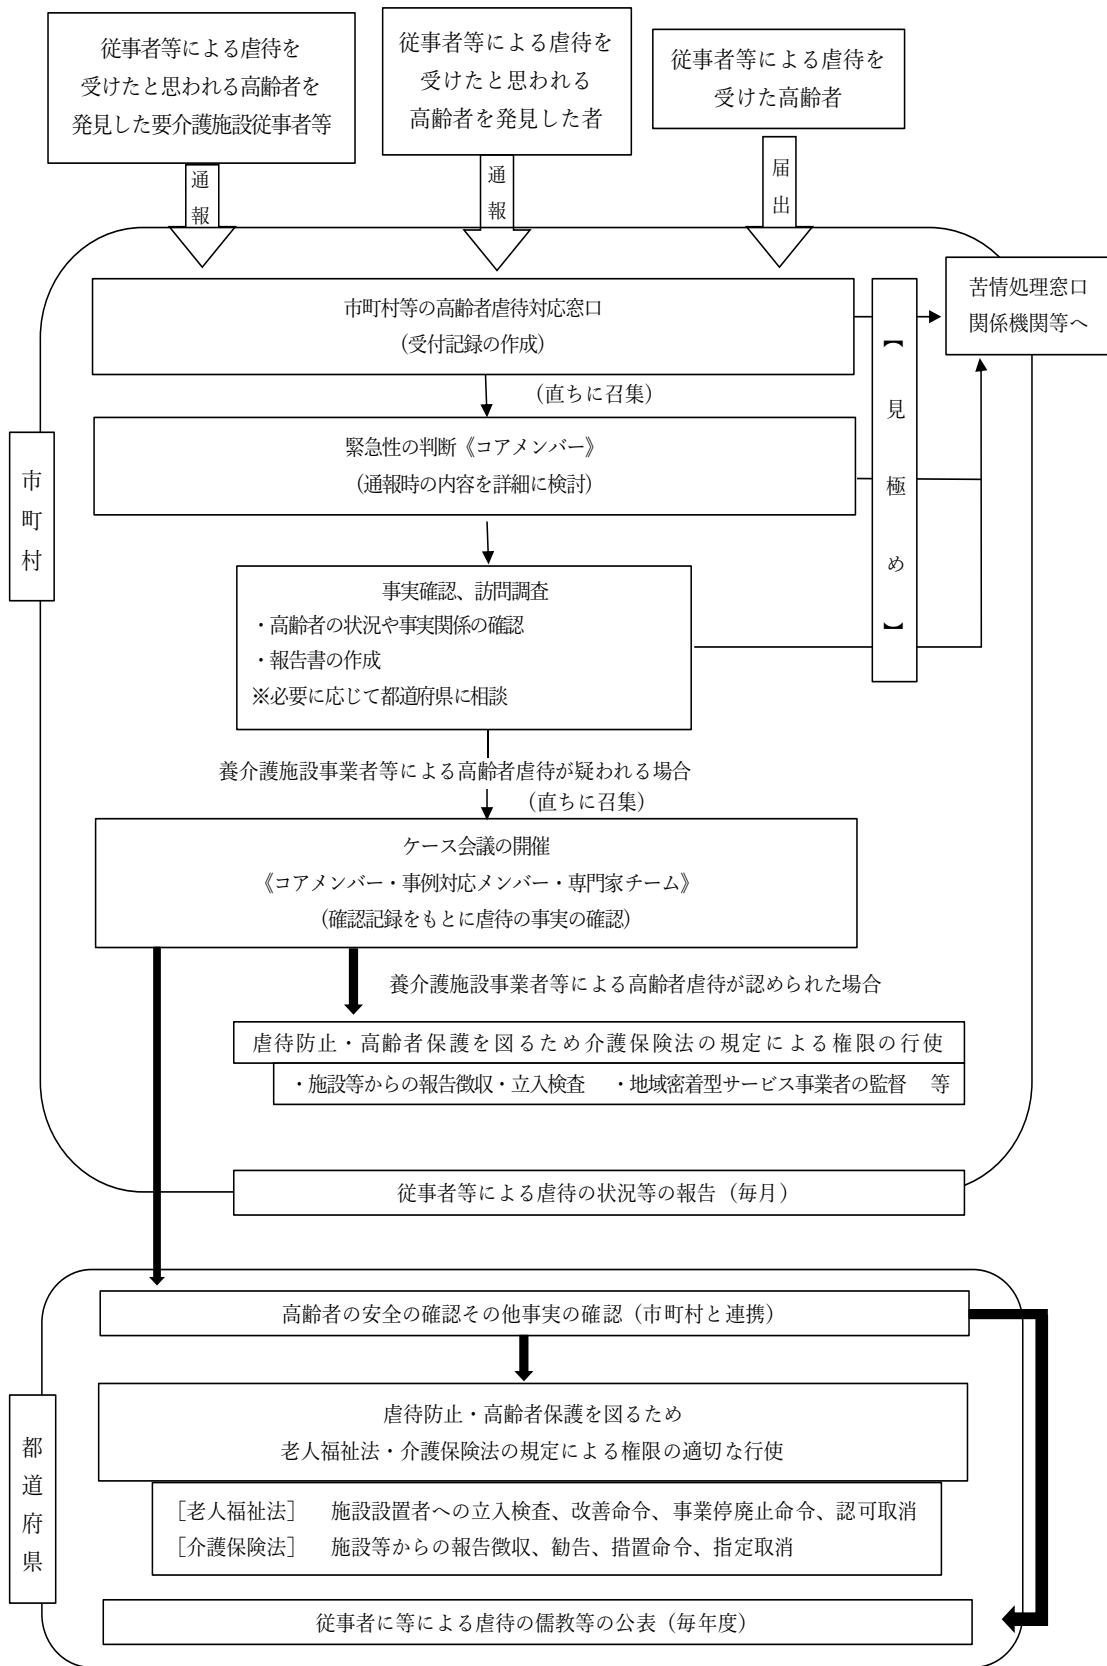 従事者等による虐待を
受けたと思われる高齢者を
発見した要介護施設従事者等
従事者等による虐待を
受けたと思われる
高齢者を発見した者
従事者等による虐待を
受けた高齢者
通報
通報
届出
市町村等の高齢者虐待対応窓口
(受付記録の作成)
苦情処理窓口
関係機関等へ
【見極め】
(直ちに召集)
緊急性の判断《コアメンバー》
(通報時の内容を詳細に検討)
市町村
事実確認、訪問調査
・高齢者の状況や事実関係の確認
・報告書の作成
※必要に応じて都道府県に相談
養介護施設事業者等による高齢者虐待が疑われる場合
(直ちに召集)
ケース会議の開催
《コアメンバー・事例対応メンバー・専門家チーム》
(確認記録をもとに虐待の事実の確認)
養介護施設事業者等による高齢者虐待が認められた場合
虐待防止・高齢者保護を図るため介護保険法の規定による権限の行使
・施設等からの報告徴収・立入検査　・地域密着型サービス事業者の監督　等
従事者等による虐待の状況等の報告（毎月）
高齢者の安全の確認その他事実の確認（市町村と連携）
虐待防止・高齢者保護を図るため
老人福祉法・介護保険法の規定による権限の適切な行使
都道府県
［老人福祉法］　施設設置者への立入検査、改善命令、事業停廃止命令、認可取消
［介護保険法］　施設等からの報告徴収、勧告、措置命令、指定取消
従事者に等による虐待の儒教等の公表（毎年度）